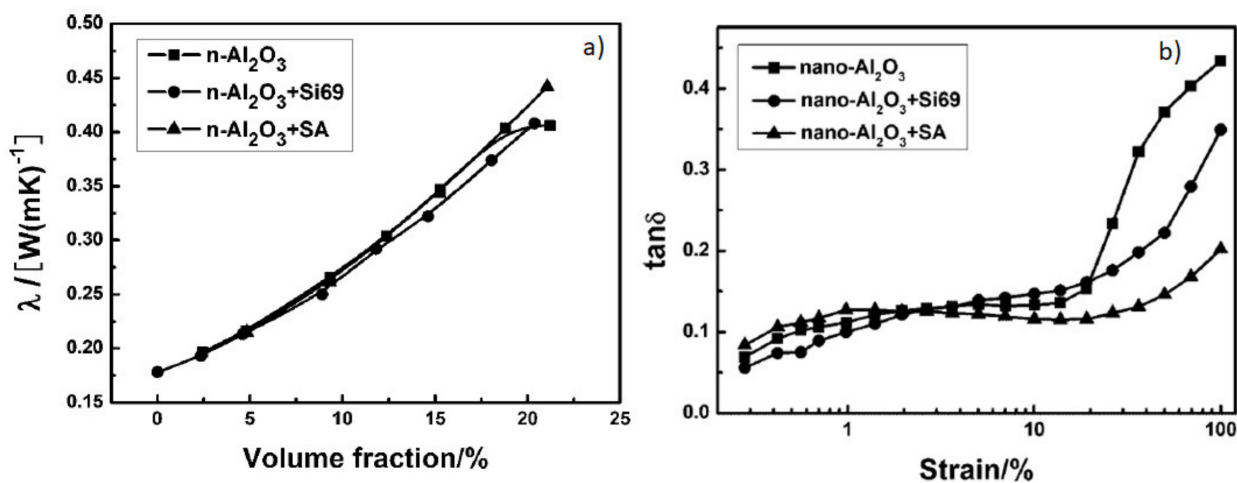 a)
n-Al₂O₃
n-Al₂O₃+Si69
n-Al₂O₃+SA
λ / [W(mK)⁻¹]
0.50
0.45
0.40
0.35
0.30
0.25
0.20
0.15
0 5 10 15 20 25
Volume fraction/%
b)
nano-Al₂O₃
nano-Al₂O₃+Si69
nano-Al₂O₃+SA
tanδ
0.4
0.3
0.2
0.1
0.0
1 10 100
Strain/%